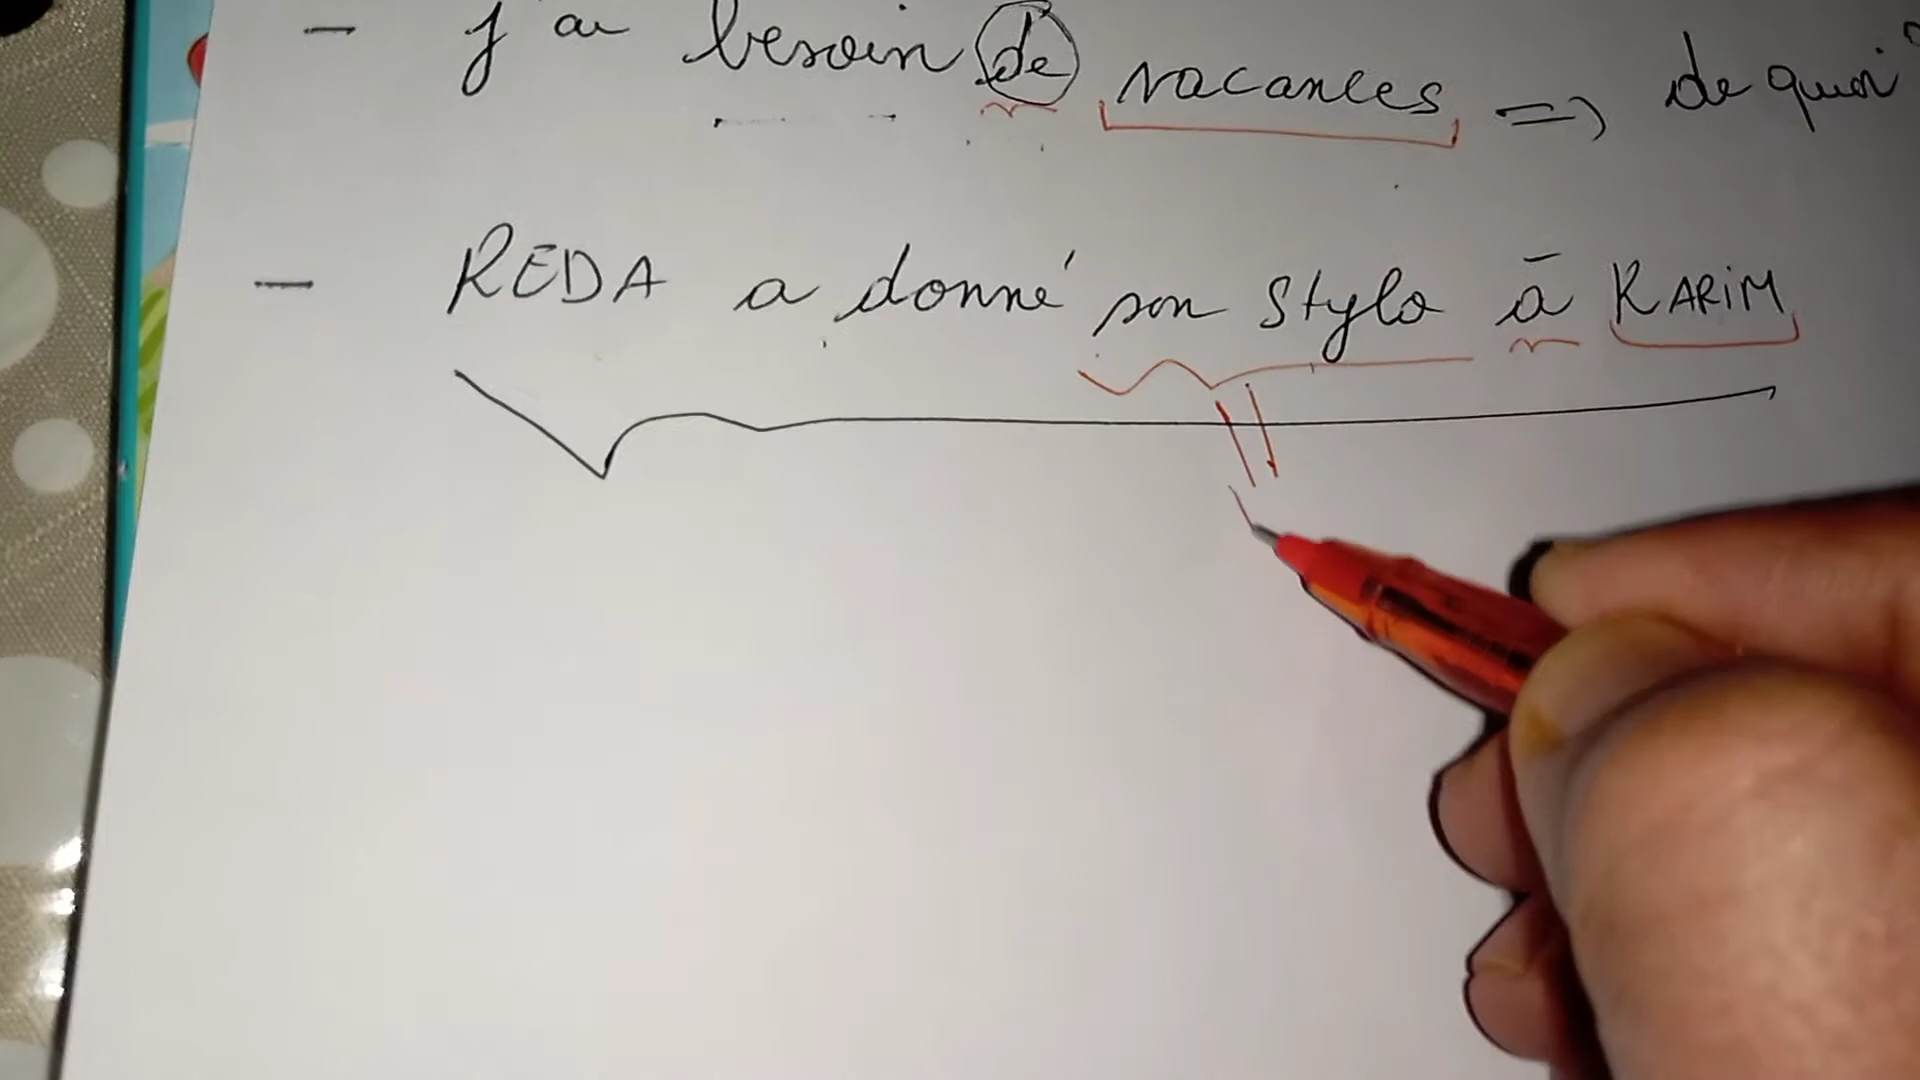 - J'ai besoin de vacances => de quoi?
- REDA a donné son stylo à KARIM